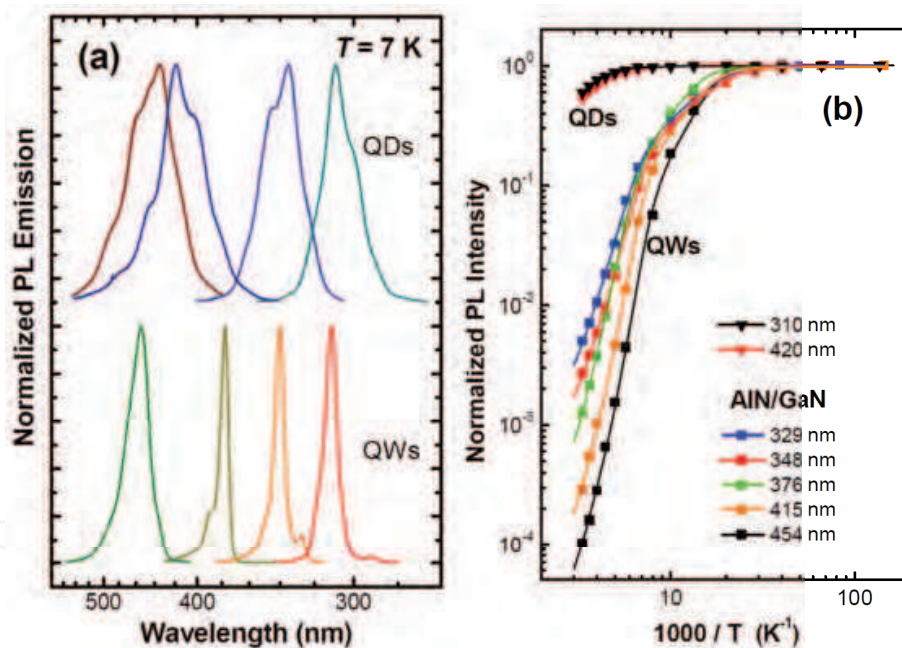 (a)
T = 7 K
QDs
QWs
Normalized PL Emission
500
400
300
Wavelength (nm)
(b)
QDs
QWs
Normalized PL Intensity
10⁰
10⁻¹
10⁻²
10⁻³
10⁻⁴
310 nm
420 nm
AlN/GaN
329 nm
348 nm
376 nm
415 nm
454 nm
10
100
1000 / T (K⁻¹)